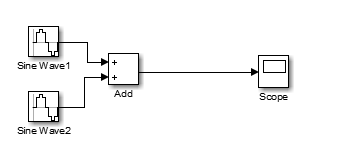 Sine Wave1
+
+
Add
Scope
Sine Wave2